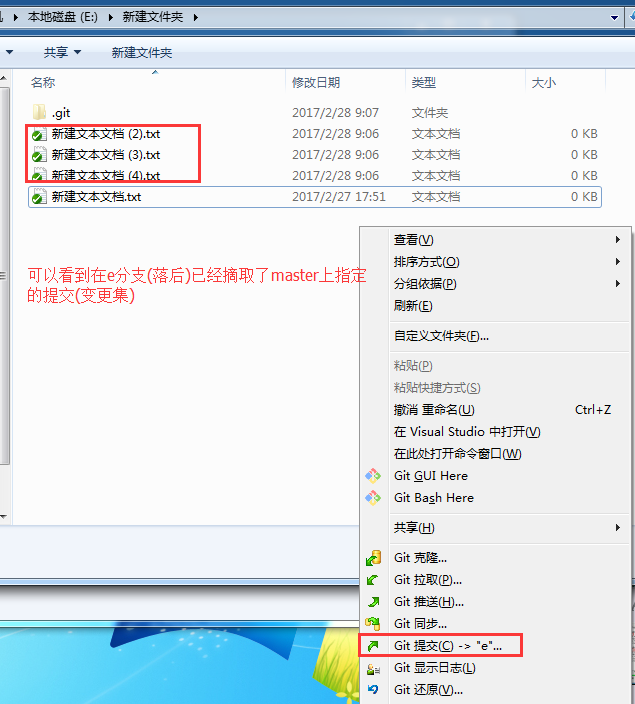 本地磁盘 (E:) 新建文件夹
共享 新建文件夹
名称 修改日期 类型 大小
.git 2017/2/28 9:07 文件夹
新建文本文档 (2).txt 2017/2/28 9:06 文本文档 0 KB
新建文本文档 (3).txt 2017/2/28 9:06 文本文档 0 KB
新建文本文档 (4).txt 2017/2/28 9:06 文本文档 0 KB
新建文本文档.txt 2017/2/27 17:51 文本文档 0 KB
可以看到在e分支(落后)已经摘取了master上指定
的提交(变更集)
查看(V)
排序方式(O)
分组依据(P)
刷新(E)
自定义文件夹(F)...
粘贴(P)
粘贴快捷方式(S)
撤消 重命名(U) Ctrl+Z
在 Visual Studio 中打开(V)
在此处打开命令窗口(W)
Git GUI Here
Git Bash Here
共享(H)
Git 克隆...
Git 拉取(P)...
Git 推送(H)...
Git 同步...
Git 提交(C) -> "e"...
Git 显示日志(L)
Git 还原(V)...